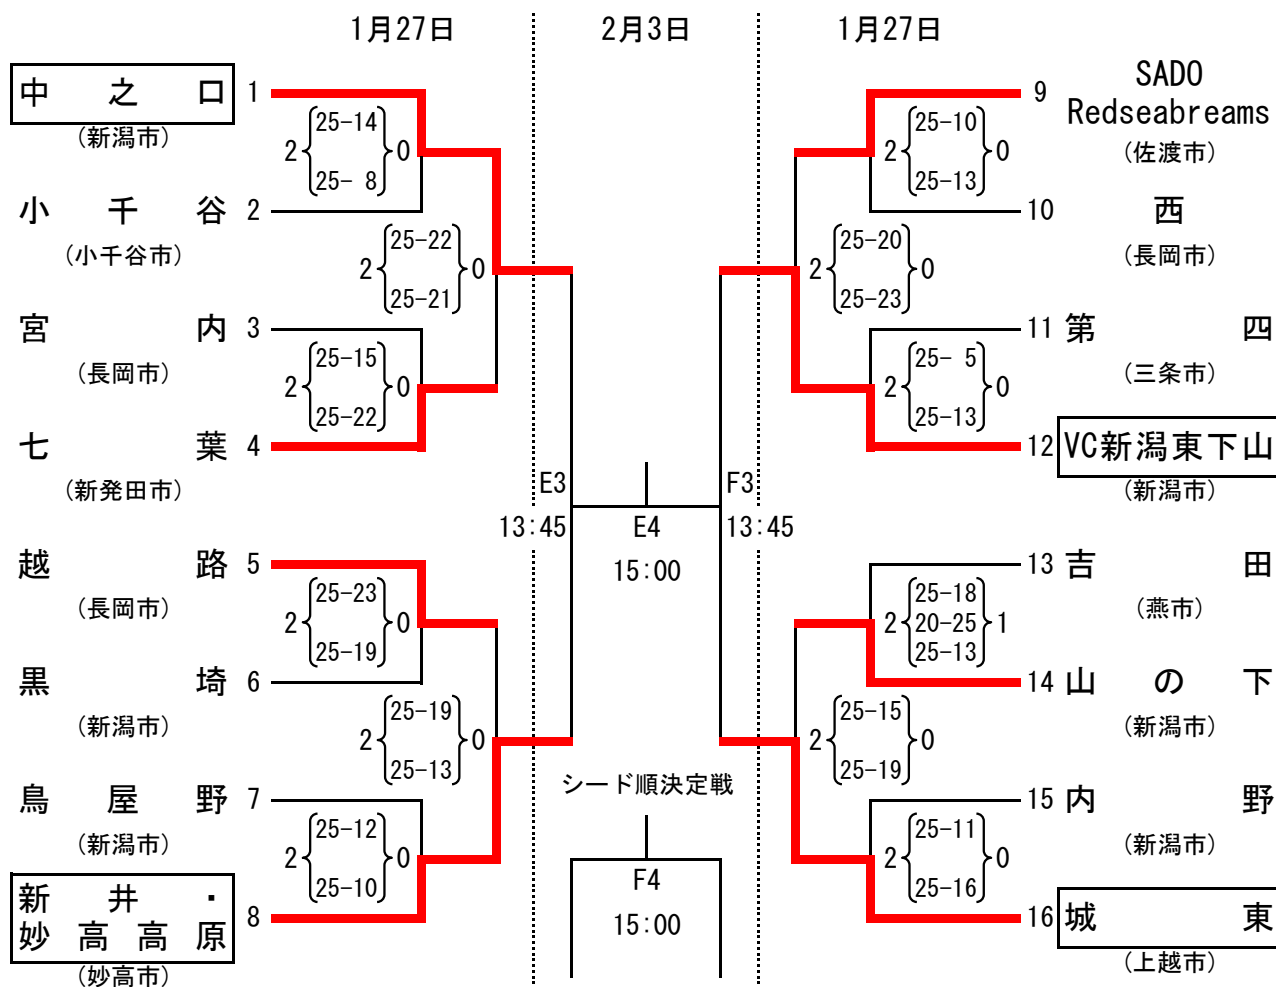 1月27日
2月3日
1月27日
中之口 1
(新潟市)
2 25-14 0
25- 8
小千谷 2
(小千谷市)
2 25-22 0
25-21
宮内 3
(長岡市)
2 25-15 0
25-22
七葉 4
(新発田市)
越路 5
(長岡市)
2 25-23 0
25-19
黒埼 6
(新潟市)
2 25-19 0
25-13
鳥屋野 7
(新潟市)
2 25-12 0
25-10
新井・
妙高高原 8
(妙高市)
E3
13:45
E4
15:00
F3
13:45
シード順決定戦
F4
15:00
9 SADO
Redseabreams
(佐渡市)
2 25-10 0
25-13
10 西
(長岡市)
2 25-20 0
25-23
11 第四
(三条市)
2 25- 5 0
25-13
12 VC新潟東下山
(新潟市)
13 吉田
(燕市)
25-18
2 20-25 1
25-13
14 山の下
(新潟市)
2 25-15 0
25-19
15 内野
(新潟市)
2 25-11 0
25-16
16 城東
(上越市)